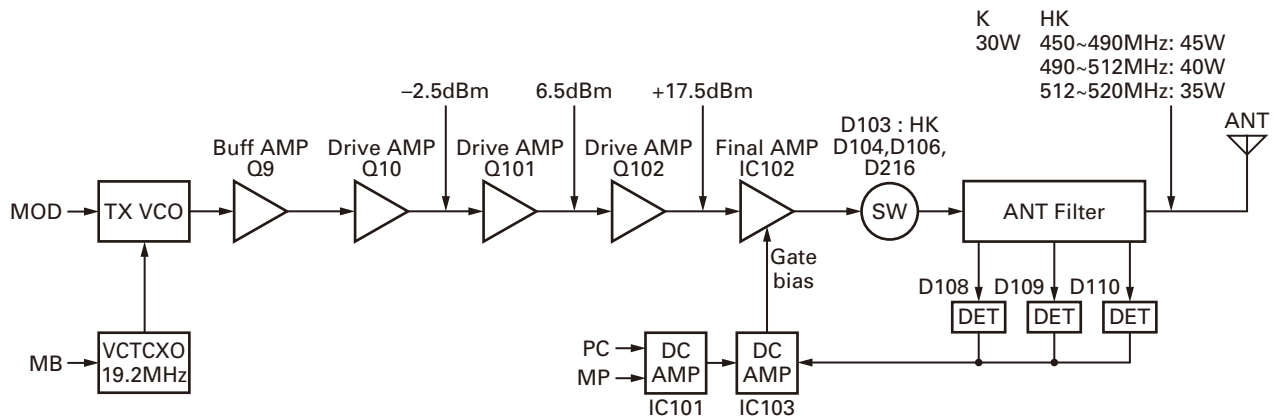 K HK
30W 450~490MHz: 45W
490~512MHz: 40W
512~520MHz: 35W
–2.5dBm 6.5dBm +17.5dBm
ANT
D103 : HK
D104,D106,
D216
Buff AMP
Q9
Drive AMP
Q10
Drive AMP
Q101
Drive AMP
Q102
Final AMP
IC102
MOD
TX VCO
SW
ANT Filter
Gate
bias
D108 D109 D110
DET DET DET
MB
VCTCXO
19.2MHz
PC
MP
DC
AMP
IC101
DC
AMP
IC103